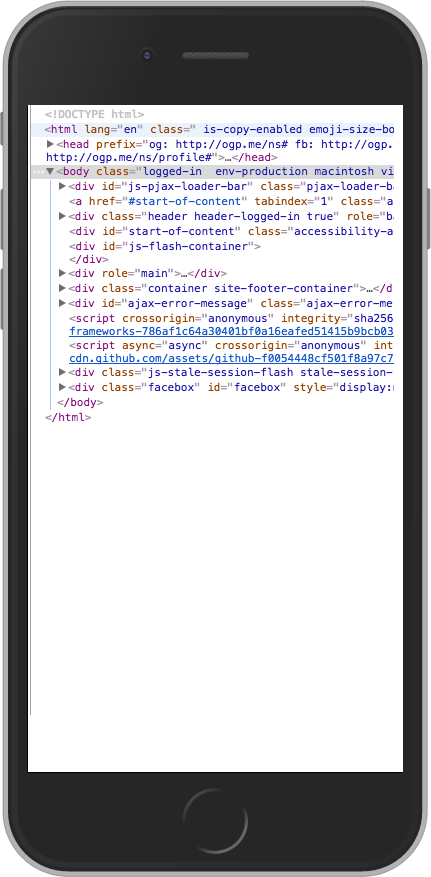 <!DOCTYPE html>
<html lang="en" class=" is-copy-enabled emoji-size-bo
<head prefix="og: http://ogp.me/ns# fb: http://ogp.
http://ogp.me/ns/profile#">…</head>
<body class="logged-in  env-production macintosh vi
<div id="js-pjax-loader-bar" class="pjax-loader-b
<a href="#start-of-content" tabindex="1" class="a
<div class="header header-logged-in true" role="ba
<div id="start-of-content" class="accessibility-a
<div id="js-flash-container">
</div>
<div role="main">…</div>
<div class="container site-footer-container">…</d
<div id="ajax-error-message" class="ajax-error-me
<script crossorigin="anonymous" integrity="sha256
frameworks-786af1c64a30401bf0a16eafed51415b9bcb03
<script async="async" crossorigin="anonymous" int
cdn.github.com/assets/github-f0054448cf501f8a97c7
<div class="js-stale-session-flash stale-session-
<div class="facebox" id="facebox" style="display:
</body>
</html>